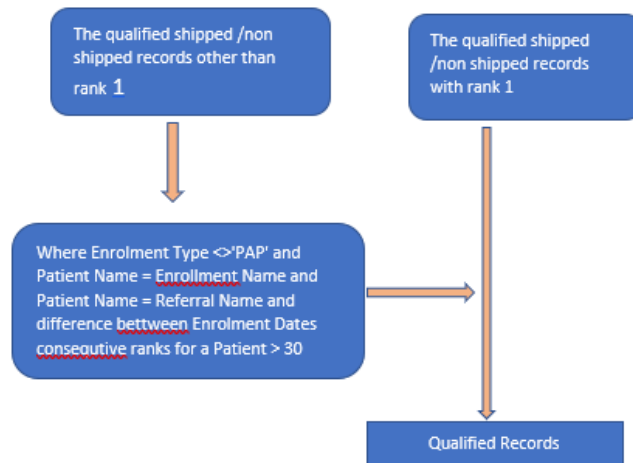 The qualified shipped /non
shipped records other than
rank 1
The qualified shipped
/non shipped records
with rank 1
Where Enrolment Type <>'PAP' and
Patient Name = Enrollment Name and
Patient Name = Referral Name and
difference bettween Enrolment Dates
consequtive ranks for a Patient > 30
Qualified Records